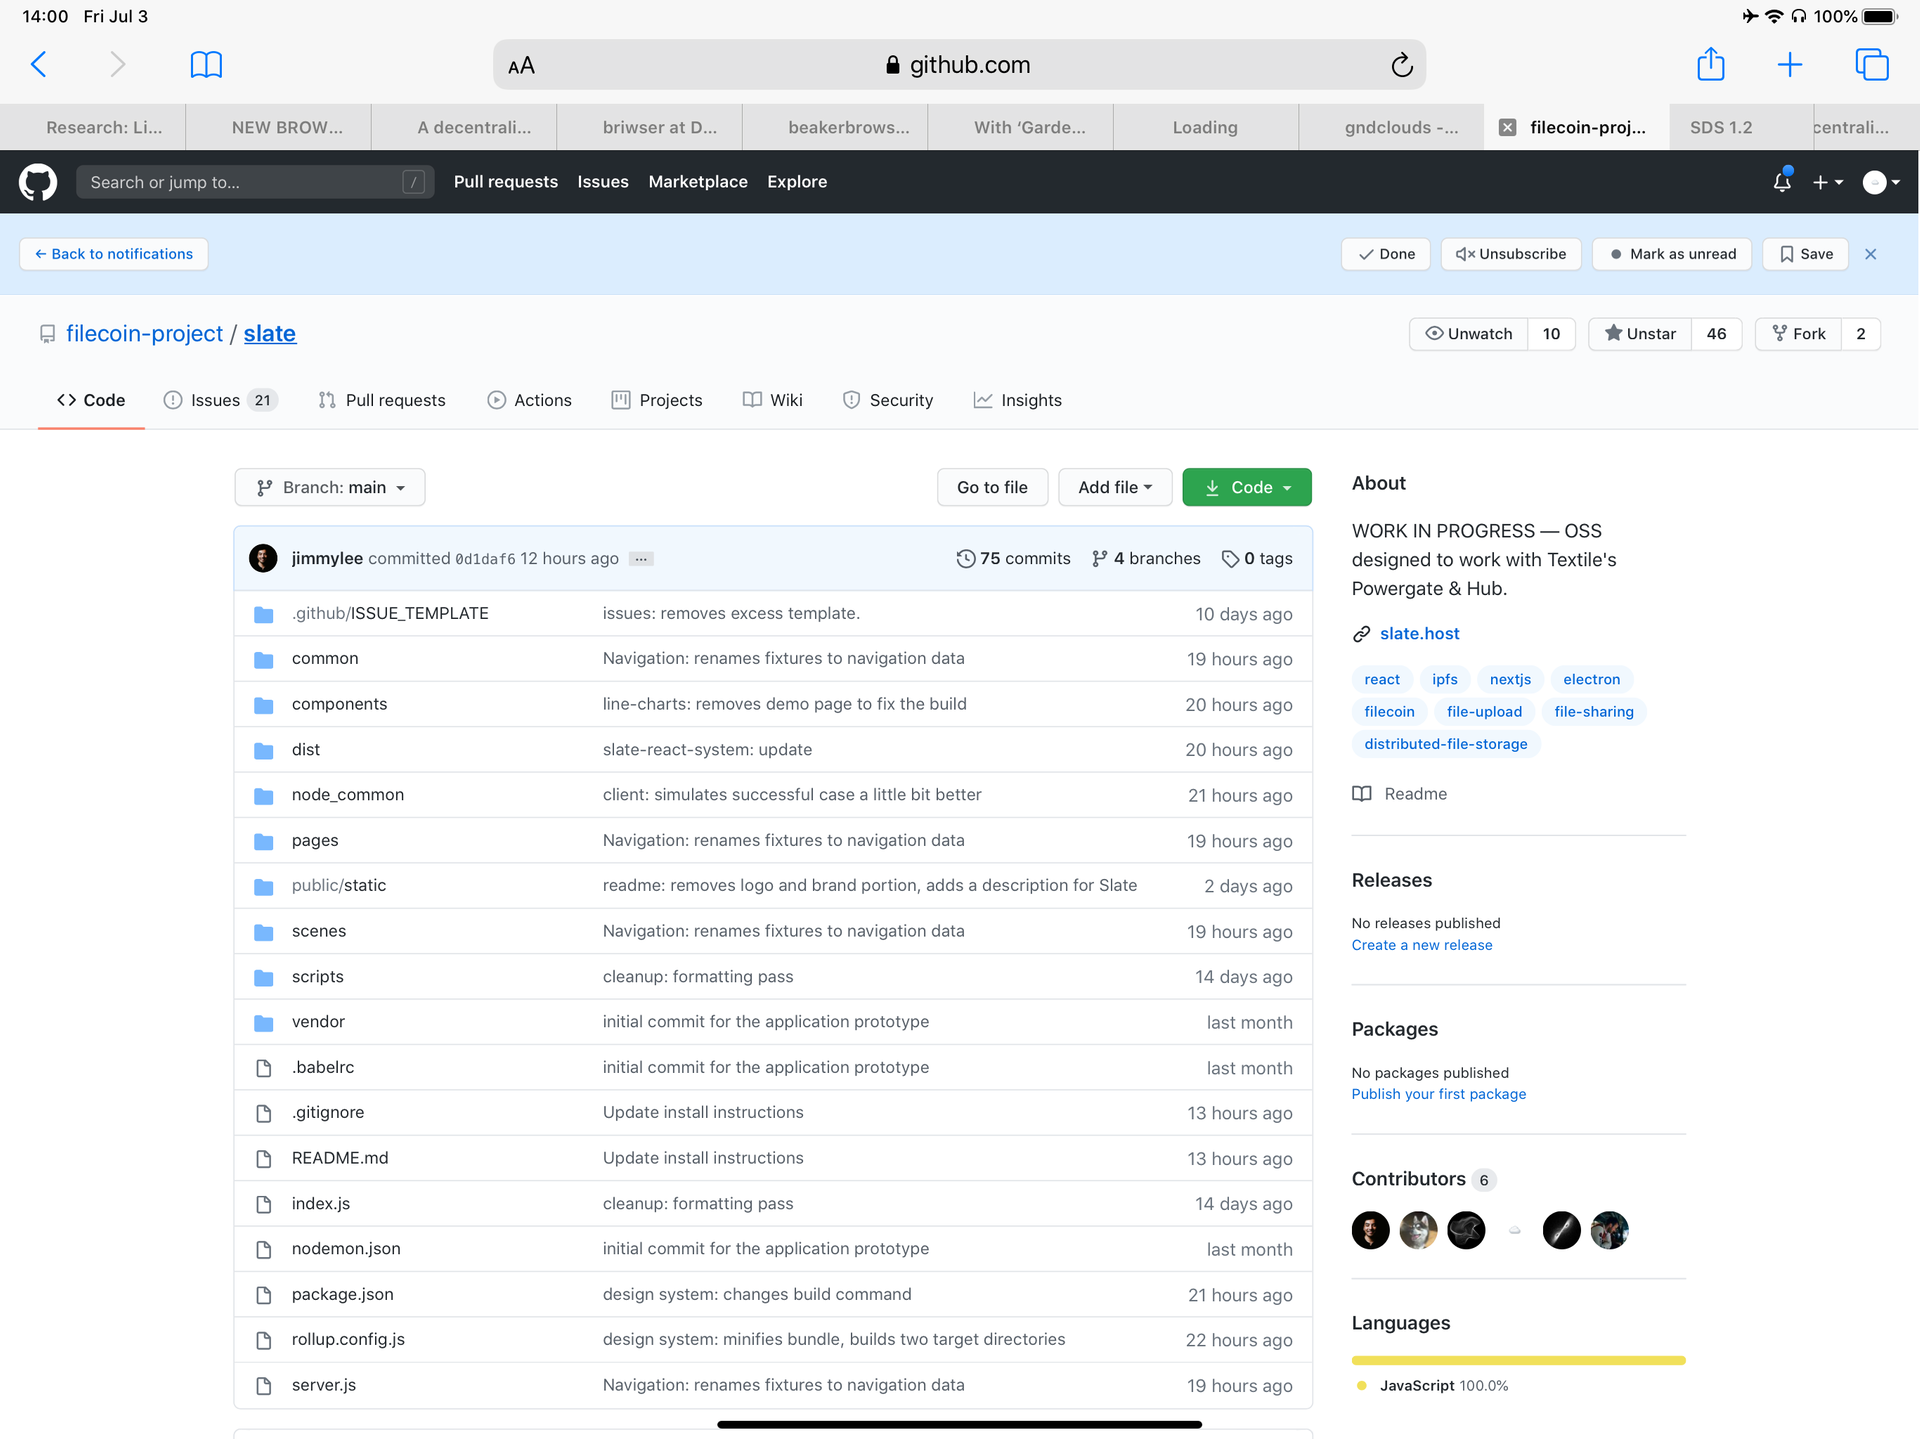 14:00 Fri Jul 3 100%
AA github.com
Research: Li... NEW BROW... A decentrali... briwser at D... beakerbrows... With ‘Garde... Loading gndclouds -... filecoin-proj... SDS 1.2 centrali...
Search or jump to... / Pull requests Issues Marketplace Explore
← Back to notifications Done Unsubscribe Mark as unread Save
filecoin-project / slate Unwatch 10 Unstar 46 Fork 2
Code Issues 21 Pull requests Actions Projects Wiki Security Insights
Branch: main Go to file Add file Code
jimmylee committed 0d1daf6 12 hours ago ... 75 commits 4 branches 0 tags
.github/ISSUE_TEMPLATE issues: removes excess template. 10 days ago
common Navigation: renames fixtures to navigation data 19 hours ago
components line-charts: removes demo page to fix the build 20 hours ago
dist slate-react-system: update 20 hours ago
node_common client: simulates successful case a little bit better 21 hours ago
pages Navigation: renames fixtures to navigation data 19 hours ago
public/static readme: removes logo and brand portion, adds a description for Slate 2 days ago
scenes Navigation: renames fixtures to navigation data 19 hours ago
scripts cleanup: formatting pass 14 days ago
vendor initial commit for the application prototype last month
.babelrc initial commit for the application prototype last month
.gitignore Update install instructions 13 hours ago
README.md Update install instructions 13 hours ago
index.js cleanup: formatting pass 14 days ago
nodemon.json initial commit for the application prototype last month
package.json design system: changes build command 21 hours ago
rollup.config.js design system: minifies bundle, builds two target directories 22 hours ago
server.js Navigation: renames fixtures to navigation data 19 hours ago
About
WORK IN PROGRESS — OSS
designed to work with Textile's
Powergate & Hub.
slate.host
react ipfs nextjs electron
filecoin file-upload file-sharing
distributed-file-storage
Readme
Releases
No releases published
Create a new release
Packages
No packages published
Publish your first package
Contributors 6
Languages
JavaScript 100.0%